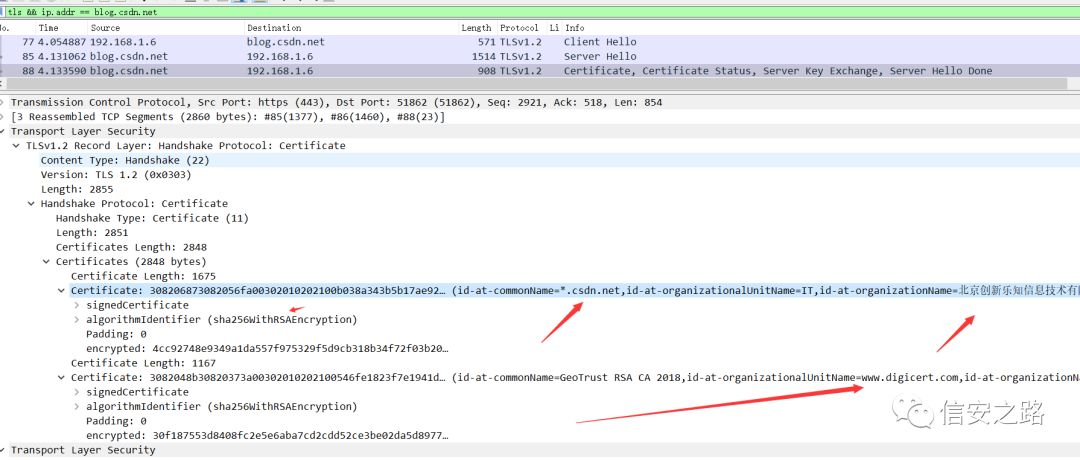 tls && ip.addr == blog.csdn.net
No. Time Source Destination Length Protocol Li Info
77 4.054887 192.168.1.6 blog.csdn.net 571 TLSv1.2 Client Hello
85 4.131062 blog.csdn.net 192.168.1.6 1514 TLSv1.2 Server Hello
88 4.133590 blog.csdn.net 192.168.1.6 908 TLSv1.2 Certificate, Certificate Status, Server Key Exchange, Server Hello Done
Transmission Control Protocol, Src Port: https (443), Dst Port: 51862 (51862), Seq: 2921, Ack: 518, Len: 854
[3 Reassembled TCP Segments (2860 bytes): #85(1377), #86(1460), #88(23)]
Transport Layer Security
TLSv1.2 Record Layer: Handshake Protocol: Certificate
Content Type: Handshake (22)
Version: TLS 1.2 (0x0303)
Length: 2855
Handshake Protocol: Certificate
Handshake Type: Certificate (11)
Length: 2851
Certificates Length: 2848
Certificates (2848 bytes)
Certificate Length: 1675
Certificate: 308206873082056fa00302010202100b038a343b5b17ae92… (id-at-commonName=*.csdn.net,id-at-organizationalUnitName=IT,id-at-organizationName=北京创新乐知信息技术有
signedCertificate
algorithmIdentifier (sha256WithRSAEncryption)
Padding: 0
encrypted: 4cc92748e9349a1da557f975329f5d9cb318b34f72f03b20…
Certificate Length: 1167
Certificate: 3082048b30820373a00302010202100546fe1823f7e1941d… (id-at-commonName=GeoTrust RSA CA 2018,id-at-organizationalUnitName=www.digicert.com,id-at-organizationN
signedCertificate
algorithmIdentifier (sha256WithRSAEncryption)
Padding: 0
encrypted: 30f187553d8408fc2e5e6aba7cd2cdd52ce3be02da5d8977…
信安之路
Transport Layer Security